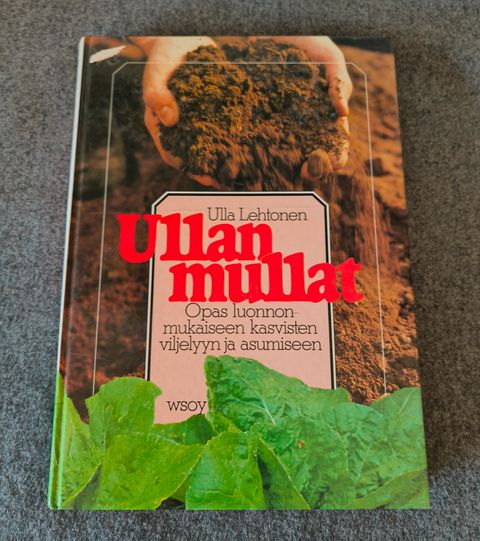 Ulla Lehtonen
Ullan
mullat
Opas luonnon-
mukaiseen kasvisten
viljelyyn ja asumiseen
wsoy